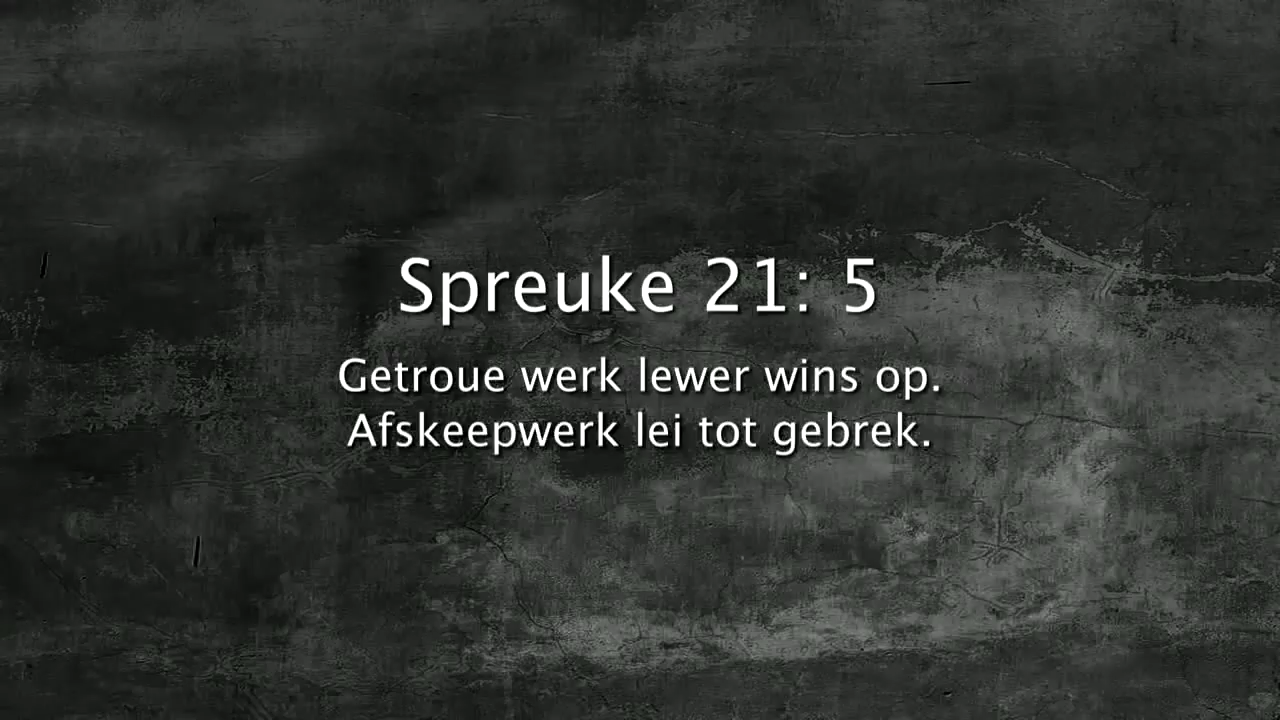 Spreuke 21: 5
Getroue werk lewer wins op.
Afskeepwerk lei tot gebrek.